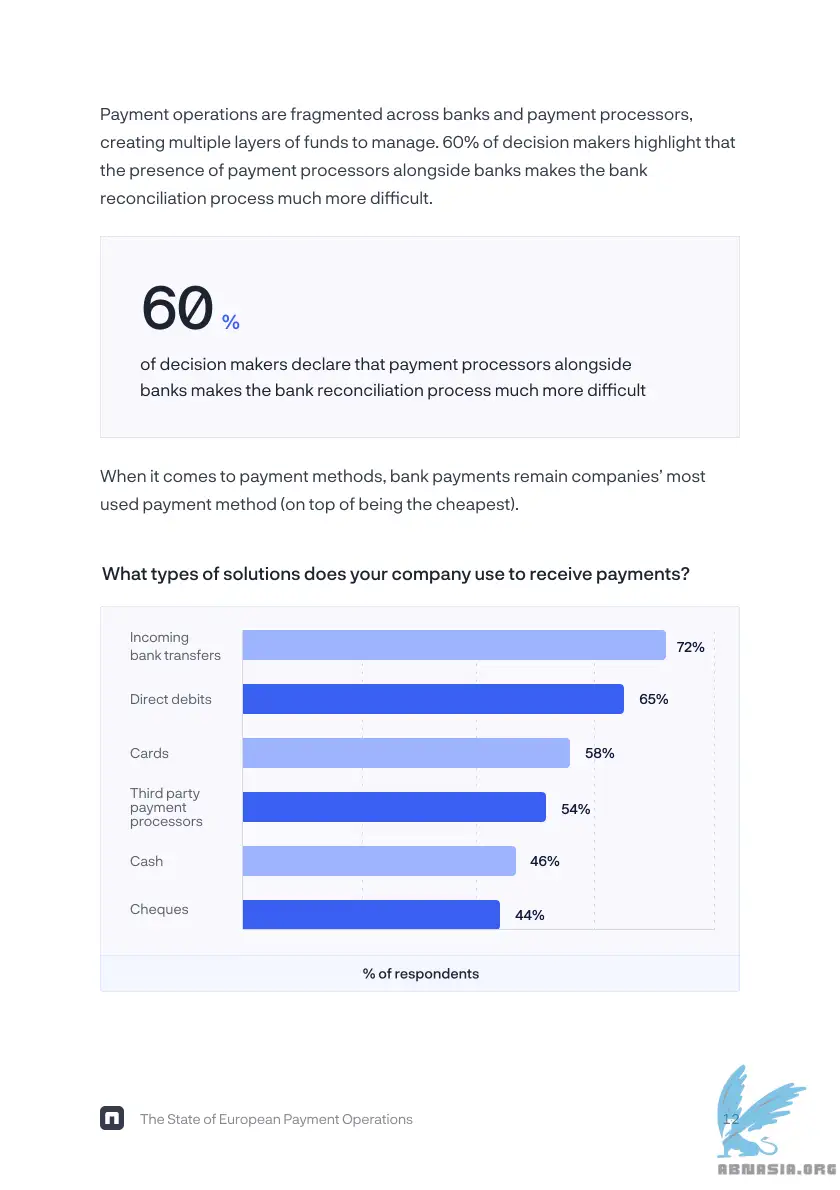 Payment operations are fragmented across banks and payment processors,
creating multiple layers of funds to manage. 60% of decision makers highlight that
the presence of payment processors alongside banks makes the bank
reconciliation process much more difficult.
60 %
of decision makers declare that payment processors alongside
banks makes the bank reconciliation process much more difficult
When it comes to payment methods, bank payments remain companies’ most
used payment method (on top of being the cheapest).
What types of solutions does your company use to receive payments?
Incoming
bank transfers
72%
Direct debits
65%
Cards
58%
Third party
payment
processors
54%
Cash
46%
Cheques
44%
% of respondents
The State of European Payment Operations
12
ABNASIA.ORG